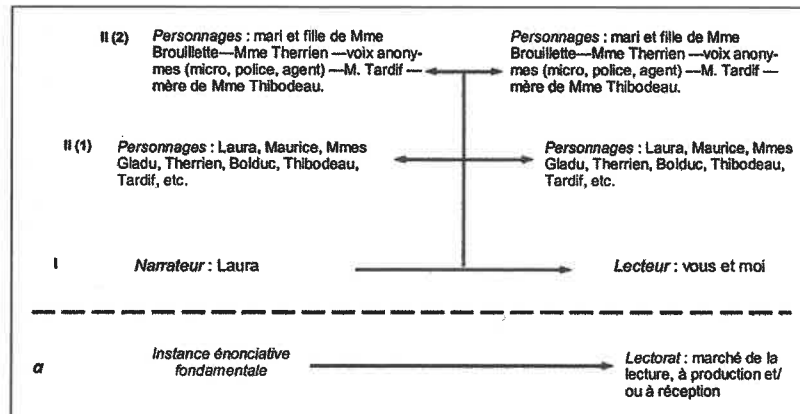 II (2) Personnages : mari et fille de Mme
Brouillette—Mme Therrien —voix anony-
mes (micro, police, agent) —M. Tardif —
mère de Mme Thibodeau.
Personnages : mari et fille de Mme
Brouillette—Mme Therrien —voix anony-
mes (micro, police, agent) —M. Tardif —
mère de Mme Thibodeau.
II (1) Personnages : Laura, Maurice, Mmes
Gladu, Therrien, Bolduc, Thibodeau,
Tardif, etc.
Personnages : Laura, Maurice, Mmes
Gladu, Therrien, Bolduc, Thibodeau,
Tardif, etc.
I Narrateur : Laura
Lecteur : vous et moi
α Instance énonciative
fondamentale
Lectorat : marché de la
lecture, à production et/
ou à réception